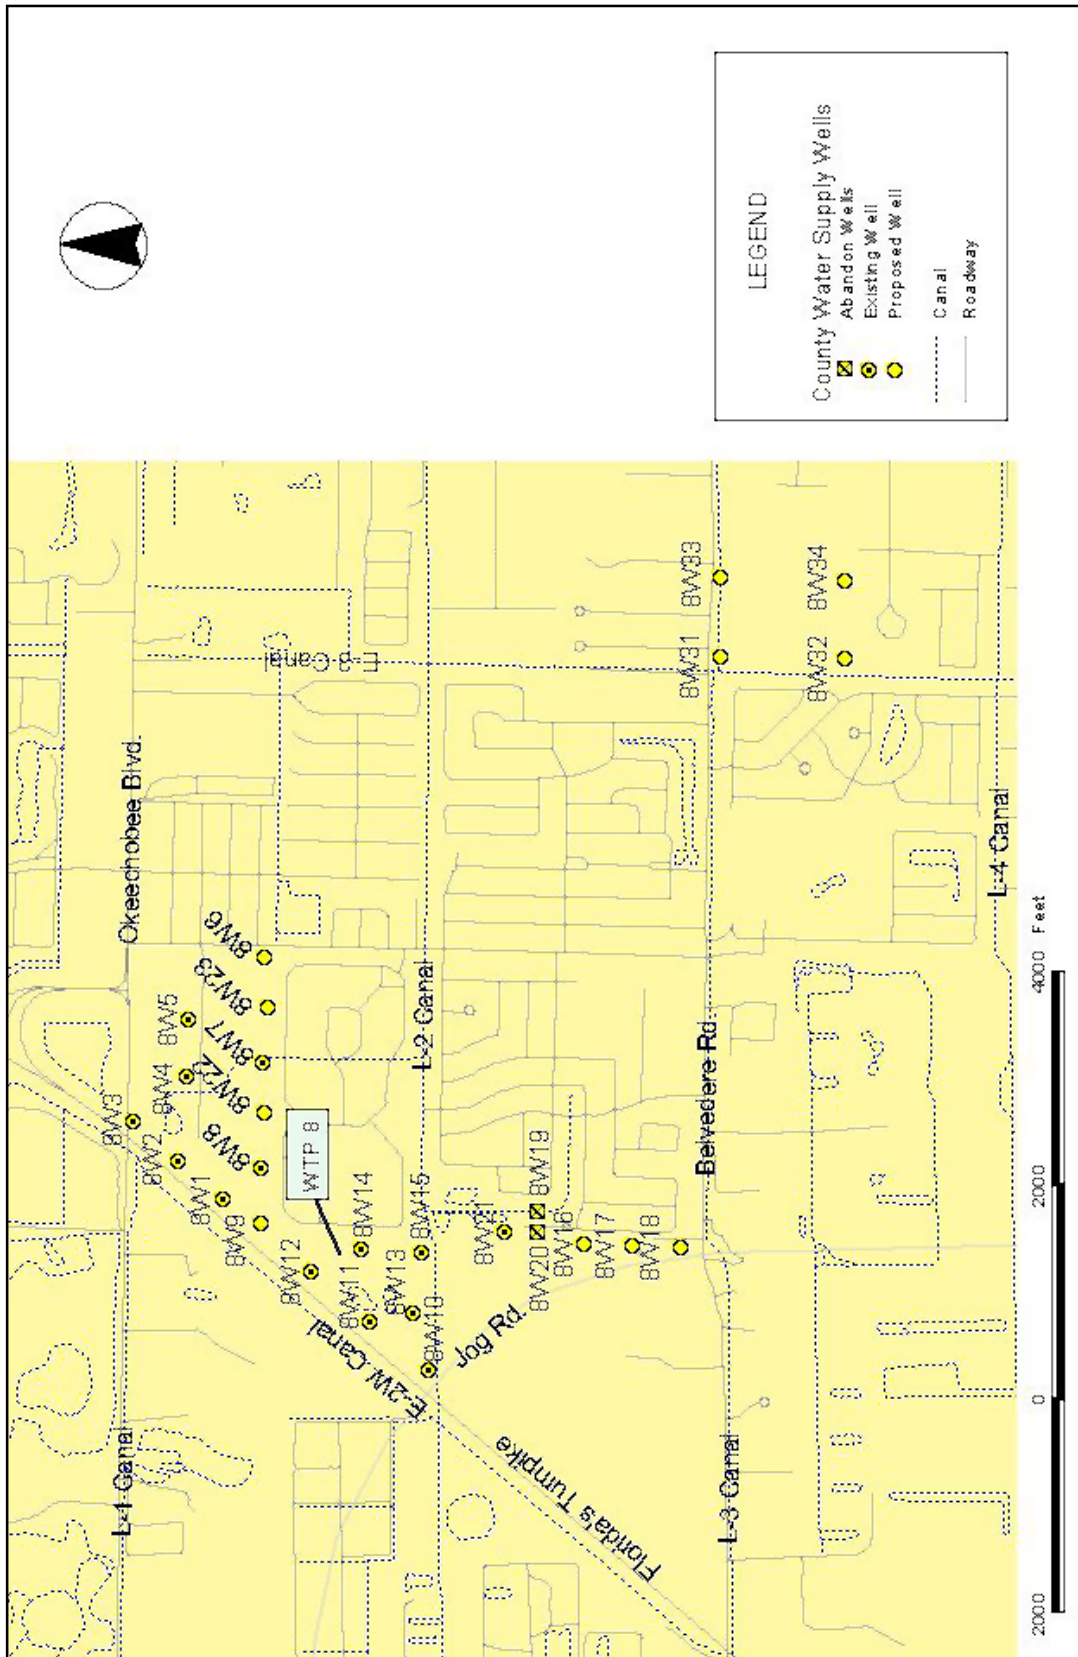 L-1 Canal
Okeechobee Blvd.
8W3
8W2
8W4
8W5
8W1
8W9
8W8
8W22
8W7
8W23
8W6
E-3 Canal
WTP 8
8W12
8W11
8W14
8W13
8W15
8W10
E-2W Canal
L-2 Canal
Jog Rd.
Florida's Turnpike
8W21
8W20
8W19
8W16
8W17
8W18
Belvedere Rd.
L-3 Canal
8W31
8W33
8W32
8W34
L-4 Canal
LEGEND
County Water Supply Wells
Abandon Wells
Existing Well
Proposed Well
Canal
Roadway
2000 0 2000 4000 Feet